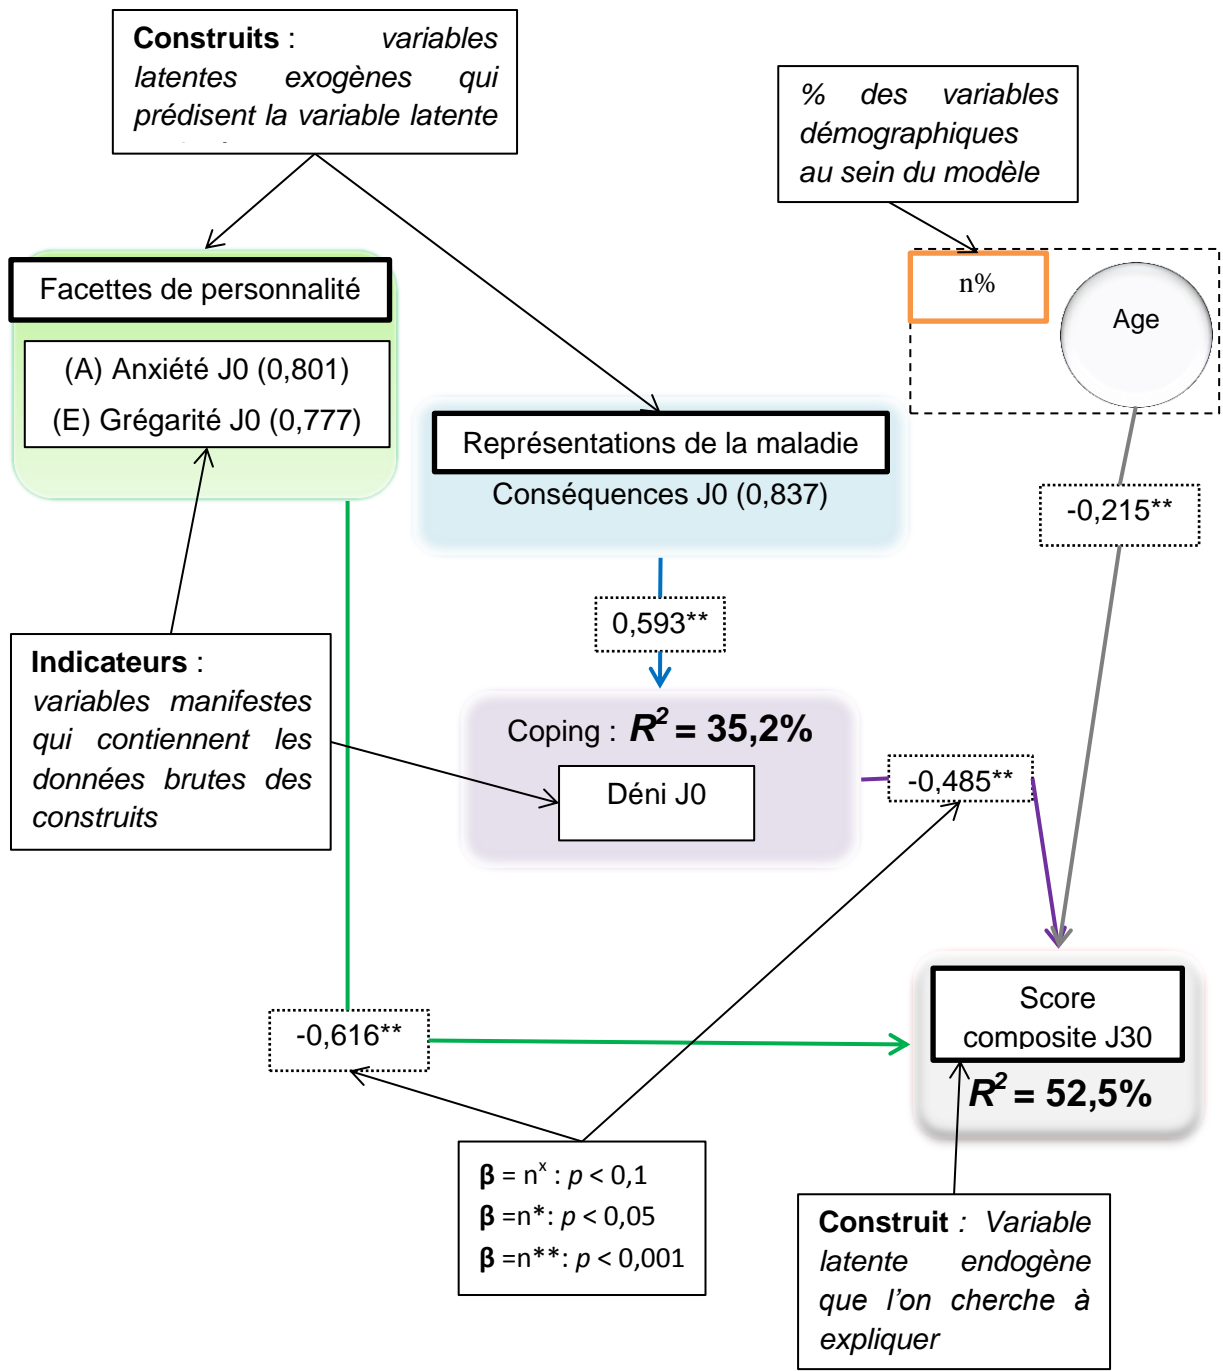 Construits : variables
latentes exogènes qui
prédisent la variable latente
% des variables
démographiques
au sein du modèle
Facettes de personnalité
(A) Anxiété J0 (0,801)
(E) Grégarité J0 (0,777)
n%
Age
Représentations de la maladie
Conséquences J0 (0,837)
-0,215**
0,593**
Indicateurs :
variables manifestes
qui contiennent les
données brutes des
construits
Coping : R² = 35,2%
Déni J0
-0,485**
-0,616**
Score
composite J30
R² = 52,5%
β = nˣ : p < 0,1
β =n*: p < 0,05
β =n**: p < 0,001
Construit : Variable
latente endogène
que l’on cherche à
expliquer